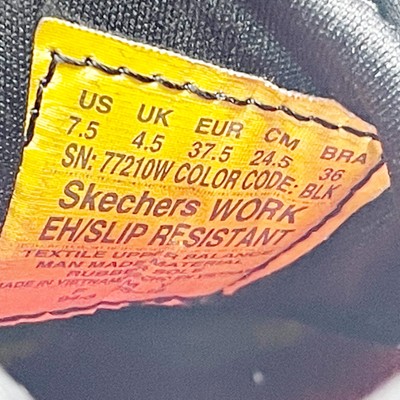 US UK EUR CM BRA
7.5 4.5 37.5 24.5 36
SN: 77210W COLOR CODE: BLK
Skechers WORK
EH/SLIP RESISTANT
TEXTILE UPPER BALANCE
MAN MADE MATERIAL
RUBBER SOLE
MADE IN VIETNAM